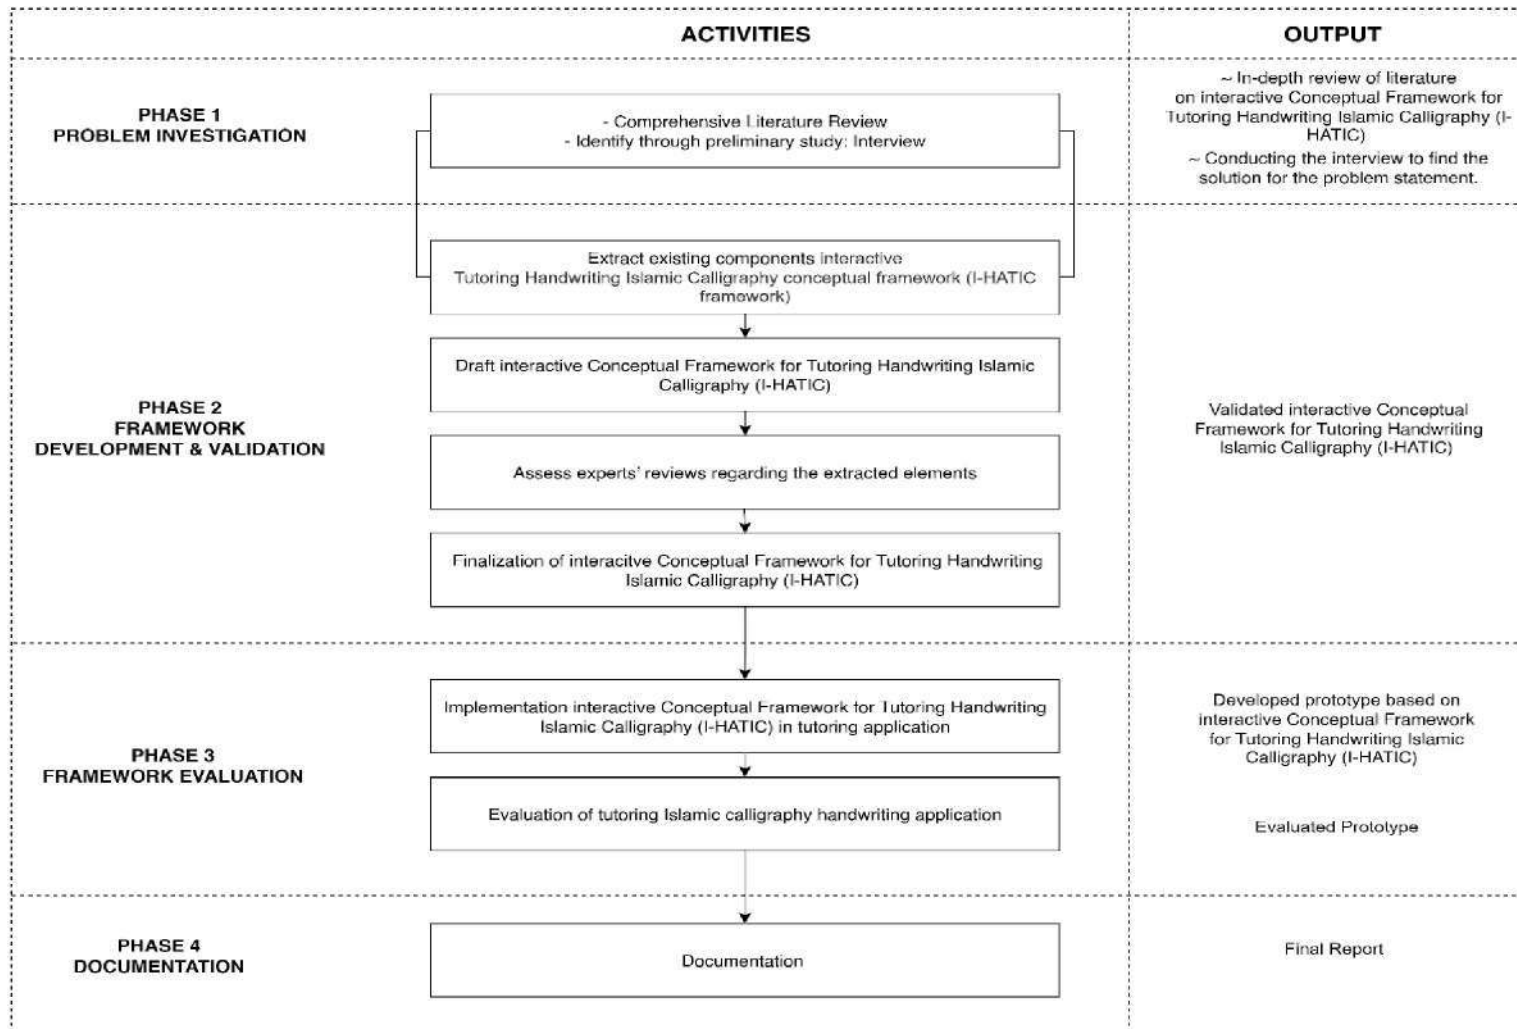 ACTIVITIES
OUTPUT
PHASE 1
PROBLEM INVESTIGATION
- Comprehensive Literature Review
- Identify through preliminary study: Interview
~ In-depth review of literature
on interactive Conceptual Framework for
Tutoring Handwriting Islamic Calligraphy (I-
HATIC)
~ Conducting the interview to find the
solution for the problem statement.
PHASE 2
FRAMEWORK
DEVELOPMENT & VALIDATION
Extract existing components interactive
Tutoring Handwriting Islamic Calligraphy conceptual framework (I-HATIC
framework)
Draft interactive Conceptual Framework for Tutoring Handwriting Islamic
Calligraphy (I-HATIC)
Assess experts' reviews regarding the extracted elements
Finalization of interacitve Conceptual Framework for Tutoring Handwriting
Islamic Calligraphy (I-HATIC)
Validated interactive Conceptual
Framework for Tutoring Handwriting
Islamic Calligraphy (I-HATIC)
PHASE 3
FRAMEWORK EVALUATION
Implementation interactive Conceptual Framework for Tutoring Handwriting
Islamic Calligraphy (I-HATIC) in tutoring application
Evaluation of tutoring Islamic calligraphy handwriting application
Developed prototype based on
interactive Conceptual Framework
for Tutoring Handwriting Islamic
Calligraphy (I-HATIC)
Evaluated Prototype
PHASE 4
DOCUMENTATION
Documentation
Final Report